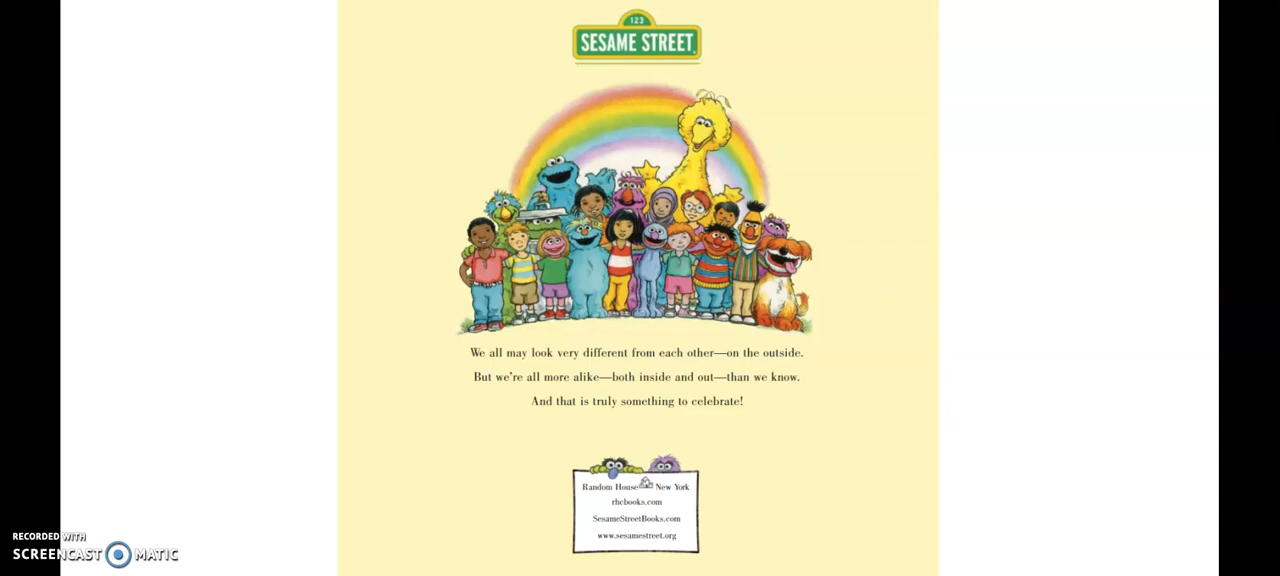 123
SESAME STREET
We all may look very different from each other—on the outside.
But we're all more alike—both inside and out—than we know.
And that is truly something to celebrate!
Random House New York
rhcbooks.com
SesameStreetBooks.com
www.sesamestreet.org
RECORDED WITH
SCREENCAST MATIC